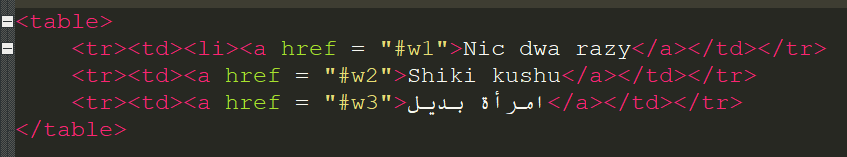 <table>
<tr><td><li><a href = "#w1">Nic dwa razy</a></td></tr>
<tr><td><a href = "#w2">Shiki kushu</a></td></tr>
<tr><td><a href = "#w3">امرأة بديل</a></td></tr>
</table>